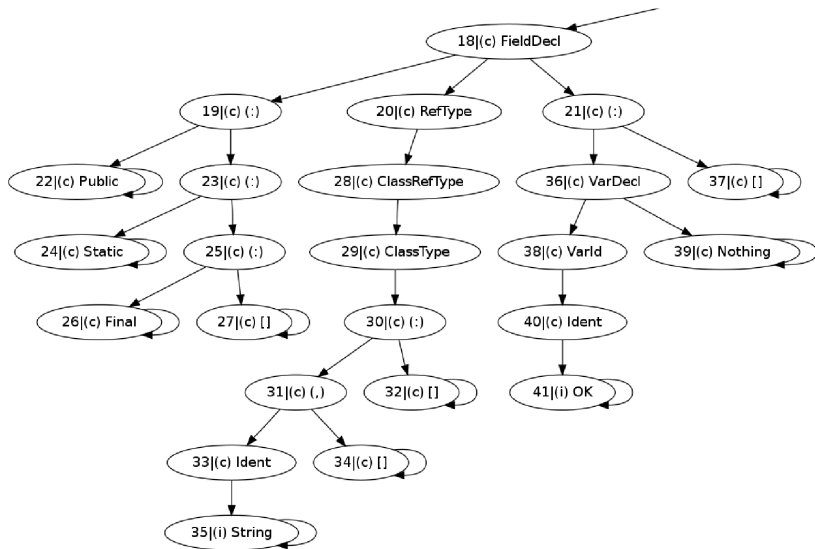 18|(c) FieldDecl
19|(c) (:)
20|(c) RefType
21|(c) (:)
22|(c) Public
23|(c) (:)
28|(c) ClassRefType
36|(c) VarDecl
37|(c) []
24|(c) Static
25|(c) (:)
29|(c) ClassType
38|(c) VarId
39|(c) Nothing
26|(c) Final
27|(c) []
30|(c) (:)
40|(c) Ident
31|(c) (,)
32|(c) []
41|(i) OK
33|(c) Ident
34|(c) []
35|(i) String